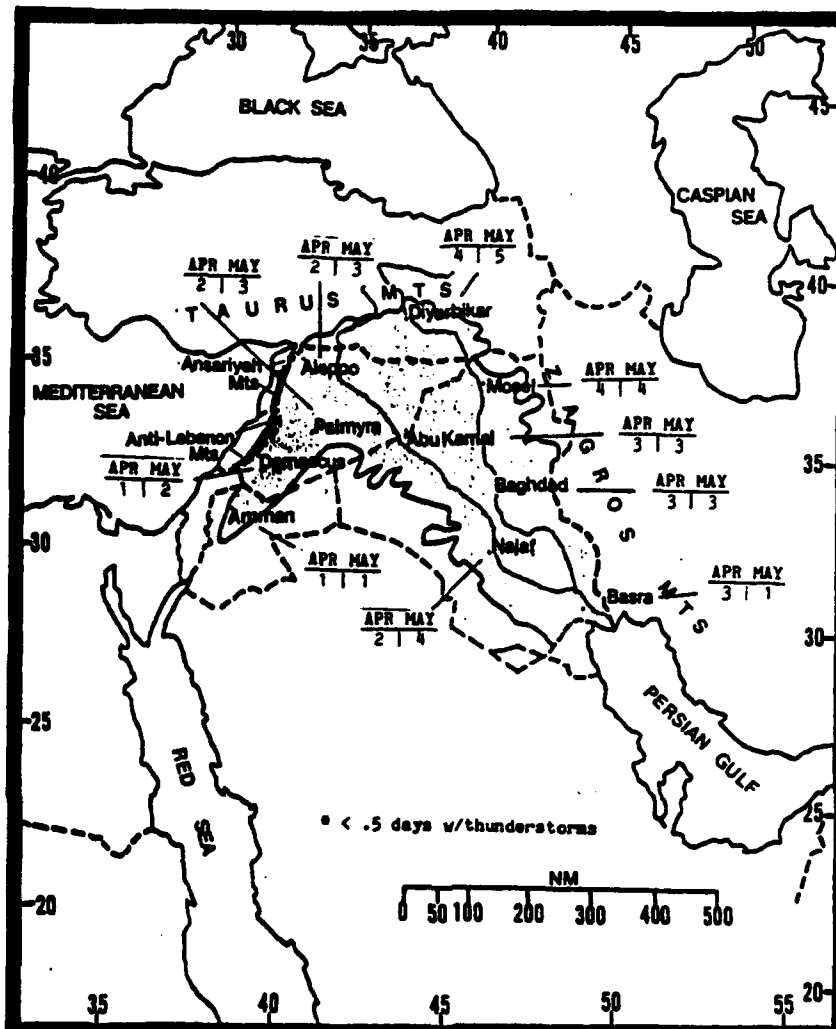 30 35 40 45 50
BLACK SEA
45
40
CASPIAN
SEA
APR MAY
2 | 3
APR MAY
2 | 3
APR MAY
4 | 5
40
TAURUS MTS
Diyarbikar
35
Ansariyah
Mts
Aleppo
MEDITERRANEAN
SEA
Mosel
APR MAY
4 | 4
ZAGROS MTS
Palmyra
Abu Kamal
APR MAY
3 | 3
Anti-Lebanon
Mts
35
Damascus
APR MAY
1 | 2
Baghdad
APR MAY
3 | 3
Amman
30
Najaf
APR MAY
1 | 1
Basra
APR MAY
3 | 1
APR MAY
2 | 4
30
PERSIAN GULF
25
RED
SEA
* < .5 days w/thunderstorms
25
NM
0 50 100 200 300 400 500
20
20
35 40 45 50